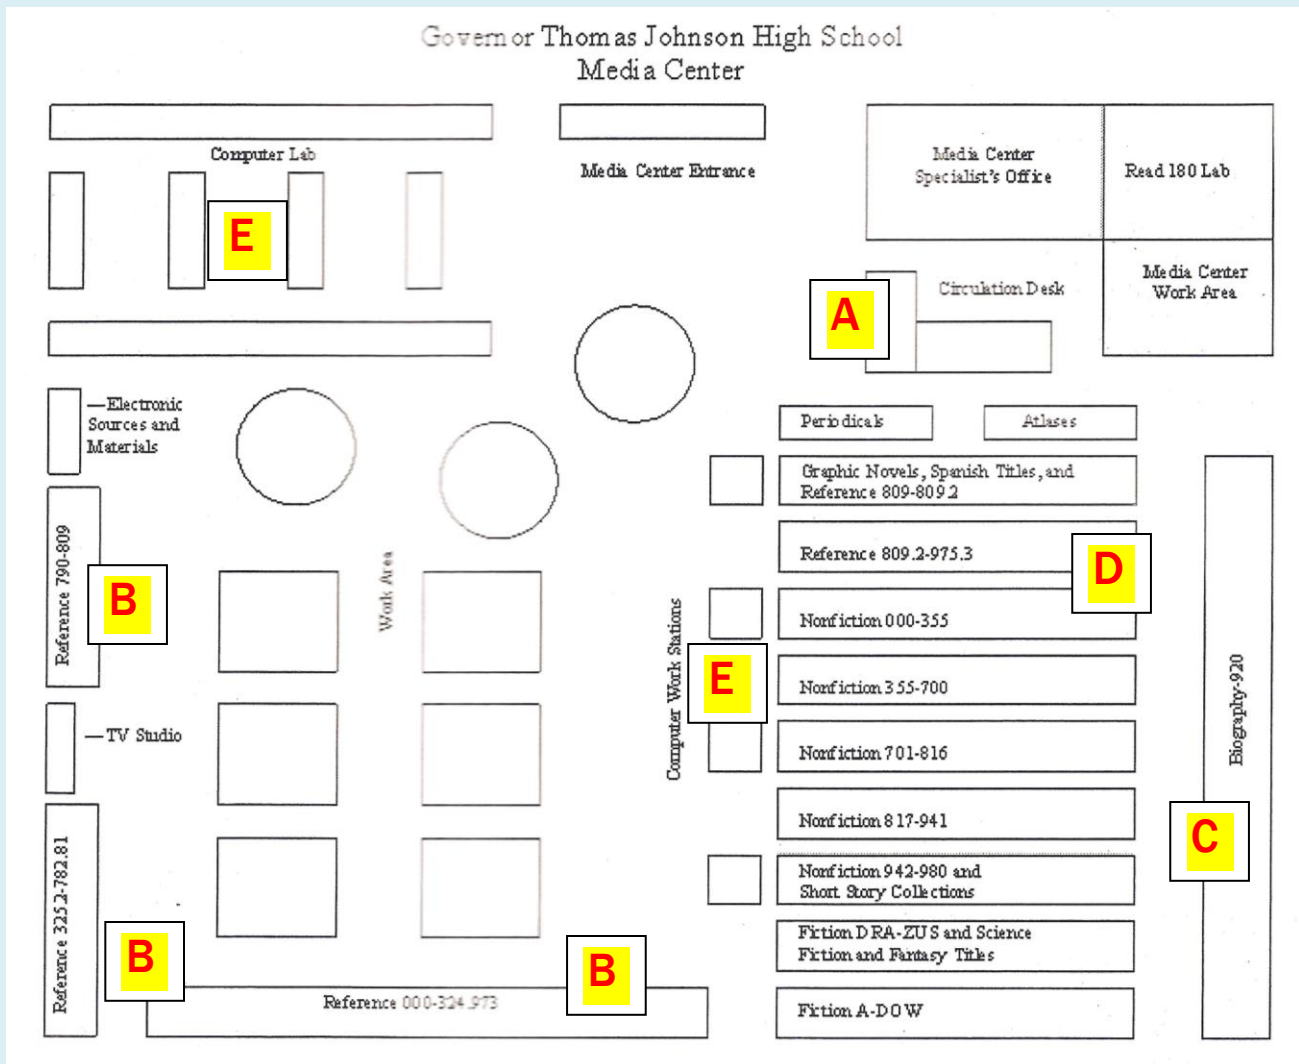 Governor Thomas Johnson High School
Media Center
Computer Lab
Media Center Entrance
Media Center
Specialist's Office
Read 180 Lab
E
Media Center
Work Area
Circulation Desk
A
—Electronic
Sources and
Materials
Periodicals
Atlases
Graphic Novels, Spanish Titles, and
Reference 809-809.2
Reference 790-809
B
Work Area
Reference 809.2-975.3
D
Nonfiction 000-355
Computer Work Stations
E
Nonfiction 355-700
Biography-920
—TV Studio
Nonfiction 701-816
Nonfiction 817-941
C
Reference 325.2-782.81
Nonfiction 942-980 and
Short Story Collections
B
B
Fiction DRA-ZUS and Science
Fiction and Fantasy Titles
Reference 000-324.973
Fiction A-DOW